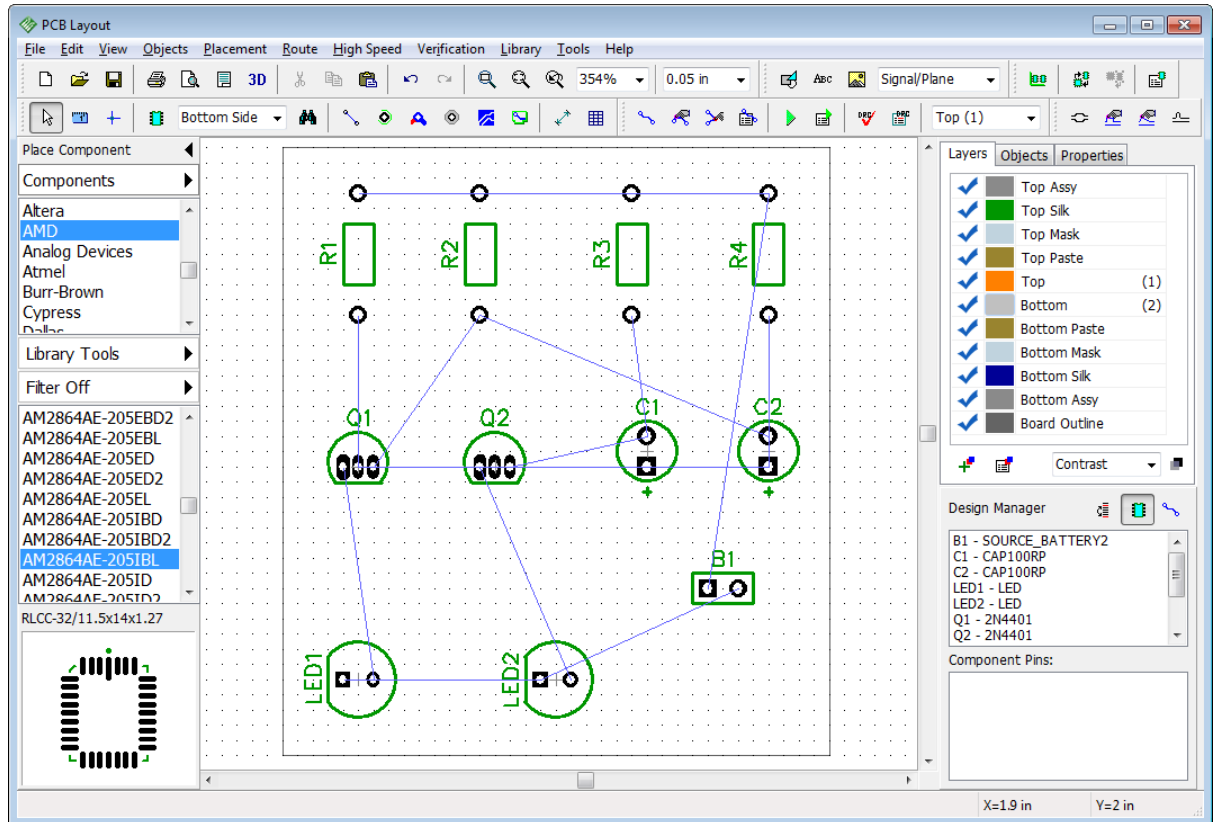 PCB Layout
File Edit View Objects Placement Route High Speed Verification Library Tools Help
3D 354% 0.05 in ABC Signal/Plane
Bottom Side DRC DRC Top (1)
Place Component
Components
Altera
AMD
Analog Devices
Atmel
Burr-Brown
Cypress
Dallas
Library Tools
Filter Off
AM2864AE-205EBD2
AM2864AE-205EBL
AM2864AE-205ED
AM2864AE-205ED2
AM2864AE-205EL
AM2864AE-205IBD
AM2864AE-205IBD2
AM2864AE-205IBL
AM2864AE-205ID
AM2864AE-205ID2
RLCC-32/11.5x14x1.27
R1 R2 R3 R4
Q1 Q2 C1 C2
+ +
B1
LED1 LED2
Layers Objects Properties
Top Assy
Top Silk
Top Mask
Top Paste
Top (1)
Bottom (2)
Bottom Paste
Bottom Mask
Bottom Silk
Bottom Assy
Board Outline
Contrast
Design Manager
B1 - SOURCE_BATTERY2
C1 - CAP100RP
C2 - CAP100RP
LED1 - LED
LED2 - LED
Q1 - 2N4401
Q2 - 2N4401
Component Pins:
X=1.9 in Y=2 in